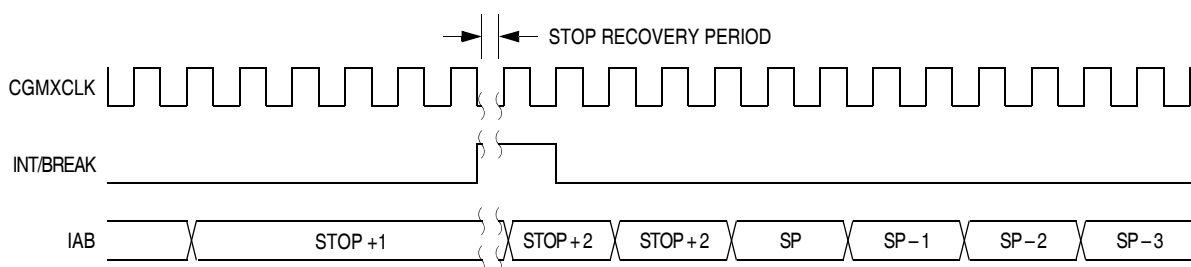 STOP RECOVERY PERIOD
CGMXCLK
INT/BREAK
IAB STOP +1 STOP + 2 STOP + 2 SP SP – 1 SP – 2 SP – 3